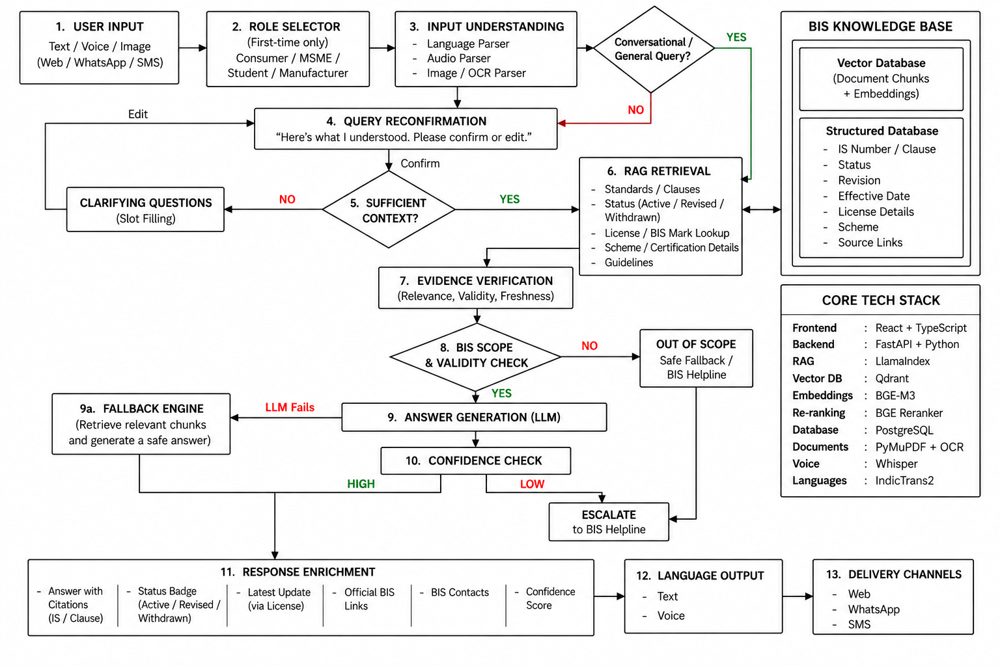 1. USER INPUT
Text / Voice / Image
(Web / WhatsApp / SMS)
2. ROLE SELECTOR
(First-time only)
Consumer / MSME /
Student / Manufacturer
3. INPUT UNDERSTANDING
- Language Parser
- Audio Parser
- Image / OCR Parser
Conversational /
General Query?
YES
NO
Edit
4. QUERY RECONFIRMATION
“Here’s what I understood. Please confirm or edit.”
Confirm
CLARIFYING QUESTIONS
(Slot Filling)
NO
5. SUFFICIENT
CONTEXT?
YES
6. RAG RETRIEVAL
- Standards / Clauses
- Status (Active / Revised /
Withdrawn)
- License / BIS Mark Lookup
- Scheme / Certification Details
- Guidelines
BIS KNOWLEDGE BASE
Vector Database
(Document Chunks
+ Embeddings)
Structured Database
- IS Number / Clause
- Status
- Revision
- Effective Date
- License Details
- Scheme
- Source Links
7. EVIDENCE VERIFICATION
(Relevance, Validity, Freshness)
8. BIS SCOPE
& VALIDITY CHECK
NO
OUT OF SCOPE
Safe Fallback /
BIS Helpline
YES
9a. FALLBACK ENGINE
(Retrieve relevant chunks
and generate a safe answer)
LLM Fails
9. ANSWER GENERATION (LLM)
10. CONFIDENCE CHECK
HIGH
LOW
ESCALATE
to BIS Helpline
CORE TECH STACK
Frontend : React + TypeScript
Backend : FastAPI + Python
RAG : LlamaIndex
Vector DB : Qdrant
Embeddings : BGE-M3
Re-ranking : BGE Reranker
Database : PostgreSQL
Documents : PyMuPDF + OCR
Voice : Whisper
Languages : IndicTrans2
11. RESPONSE ENRICHMENT
- Answer with
Citations
(IS / Clause)
- Status Badge
(Active / Revised /
Withdrawn)
- Latest Update
(via License)
- Official BIS
Links
- BIS Contacts
- Confidence
Score
12. LANGUAGE OUTPUT
- Text
- Voice
13. DELIVERY CHANNELS
- Web
- WhatsApp
- SMS